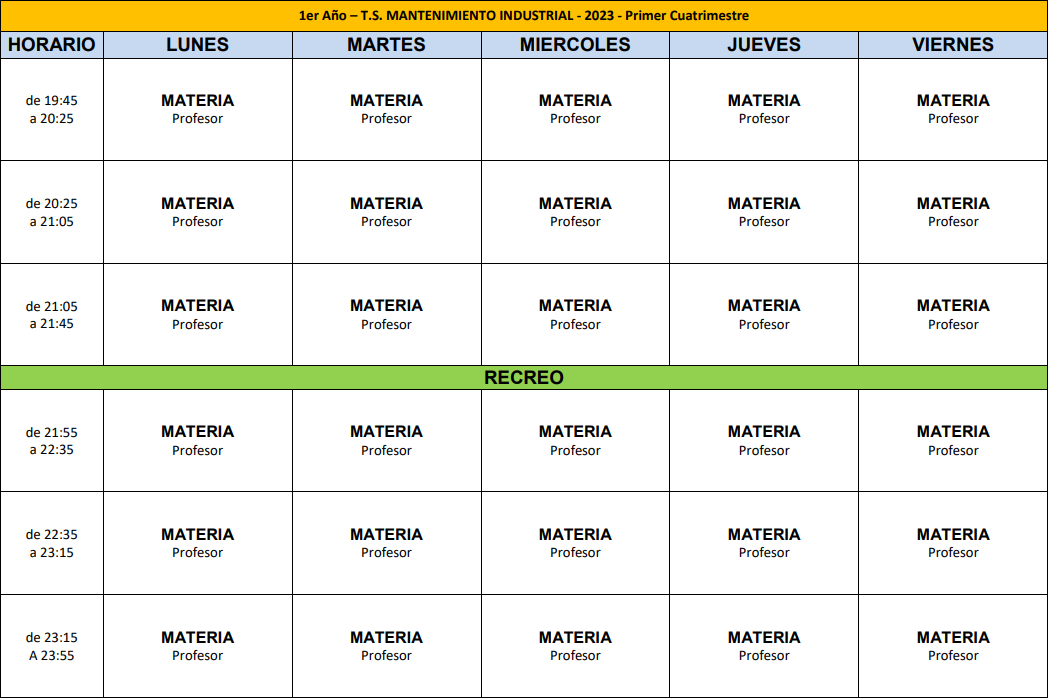 1er Año – T.S. MANTENIMIENTO INDUSTRIAL - 2023 - Primer Cuatrimestre
HORARIO LUNES MARTES MIERCOLES JUEVES VIERNES
de 19:45 MATERIA MATERIA MATERIA MATERIA MATERIA
a 20:25 Profesor Profesor Profesor Profesor Profesor
de 20:25 MATERIA MATERIA MATERIA MATERIA MATERIA
a 21:05 Profesor Profesor Profesor Profesor Profesor
de 21:05 MATERIA MATERIA MATERIA MATERIA MATERIA
a 21:45 Profesor Profesor Profesor Profesor Profesor
RECREO
de 21:55 MATERIA MATERIA MATERIA MATERIA MATERIA
a 22:35 Profesor Profesor Profesor Profesor Profesor
de 22:35 MATERIA MATERIA MATERIA MATERIA MATERIA
a 23:15 Profesor Profesor Profesor Profesor Profesor
de 23:15 MATERIA MATERIA MATERIA MATERIA MATERIA
A 23:55 Profesor Profesor Profesor Profesor Profesor